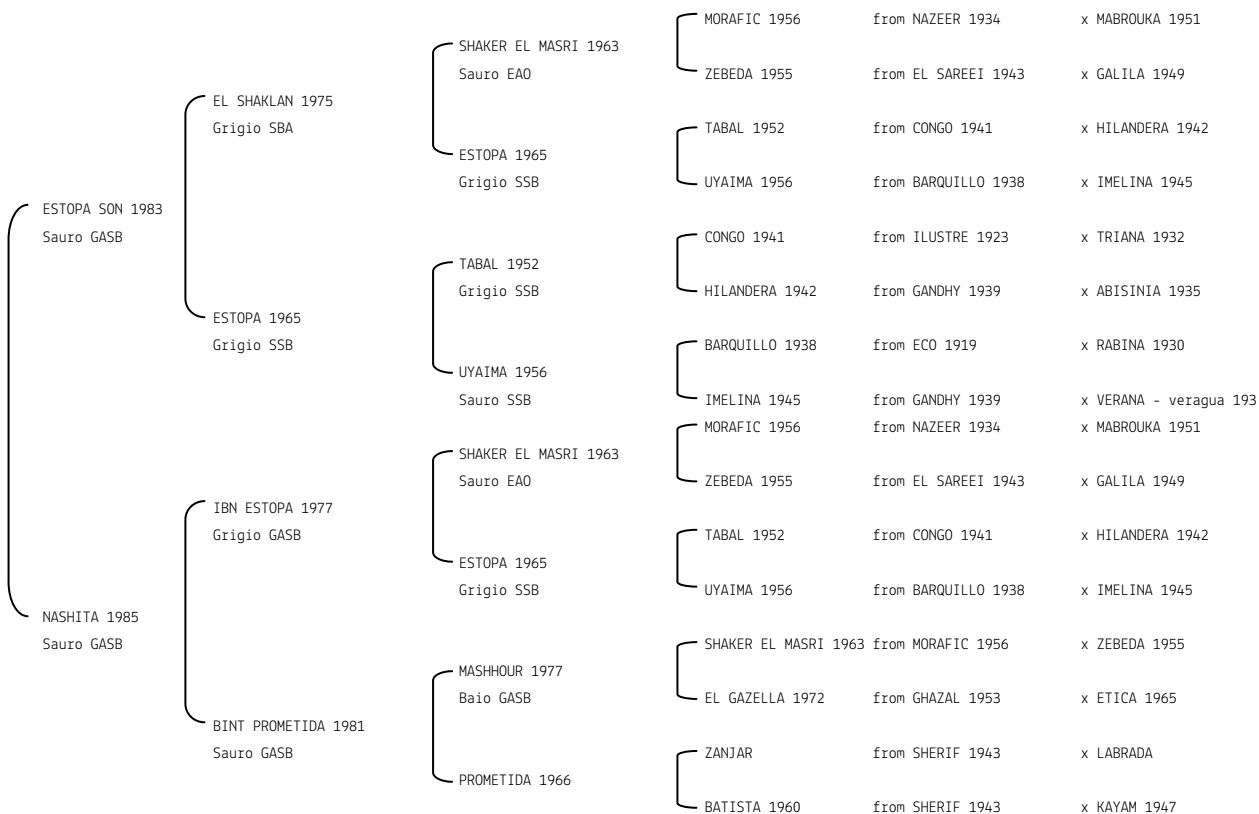 MORAFIC 1956 from NAZEER 1934 x MABROUKA 1951
SHAKER EL MASRI 1963
Sauro EAO
ZEBEDA 1955 from EL SAREEI 1943 x GALILA 1949
EL SHAKLAN 1975
Grigio SBA
TABAL 1952 from CONGO 1941 x HILANDERA 1942
ESTOPA 1965
Grigio SSB
UYAIMA 1956 from BARQUILLO 1938 x IMELINA 1945
ESTOPA SON 1983
Sauro GASB
CONGO 1941 from ILUSTRE 1923 x TRIANA 1932
TABAL 1952
Grigio SSB
HILANDERA 1942 from GANDHY 1939 x ABISINIA 1935
ESTOPA 1965
Grigio SSB
BARQUILLO 1938 from ECO 1919 x RABINA 1930
UYAIMA 1956
Sauro SSB
IMELINA 1945 from GANDHY 1939 x VERANA - veragua 193
MORAFIC 1956 from NAZEER 1934 x MABROUKA 1951
SHAKER EL MASRI 1963
Sauro EAO
ZEBEDA 1955 from EL SAREEI 1943 x GALILA 1949
IBN ESTOPA 1977
Grigio GASB
TABAL 1952 from CONGO 1941 x HILANDERA 1942
ESTOPA 1965
Grigio SSB
UYAIMA 1956 from BARQUILLO 1938 x IMELINA 1945
NASHITA 1985
Sauro GASB
SHAKER EL MASRI 1963 from MORAFIC 1956 x ZEBEDA 1955
MASHHOUR 1977
Baio GASB
EL GAZELLA 1972 from GHAZAL 1953 x ETICA 1965
BINT PROMETIDA 1981
Sauro GASB
ZANJAR from SHERIF 1943 x LABRADA
PROMETIDA 1966
BATISTA 1960 from SHERIF 1943 x KAYAM 1947